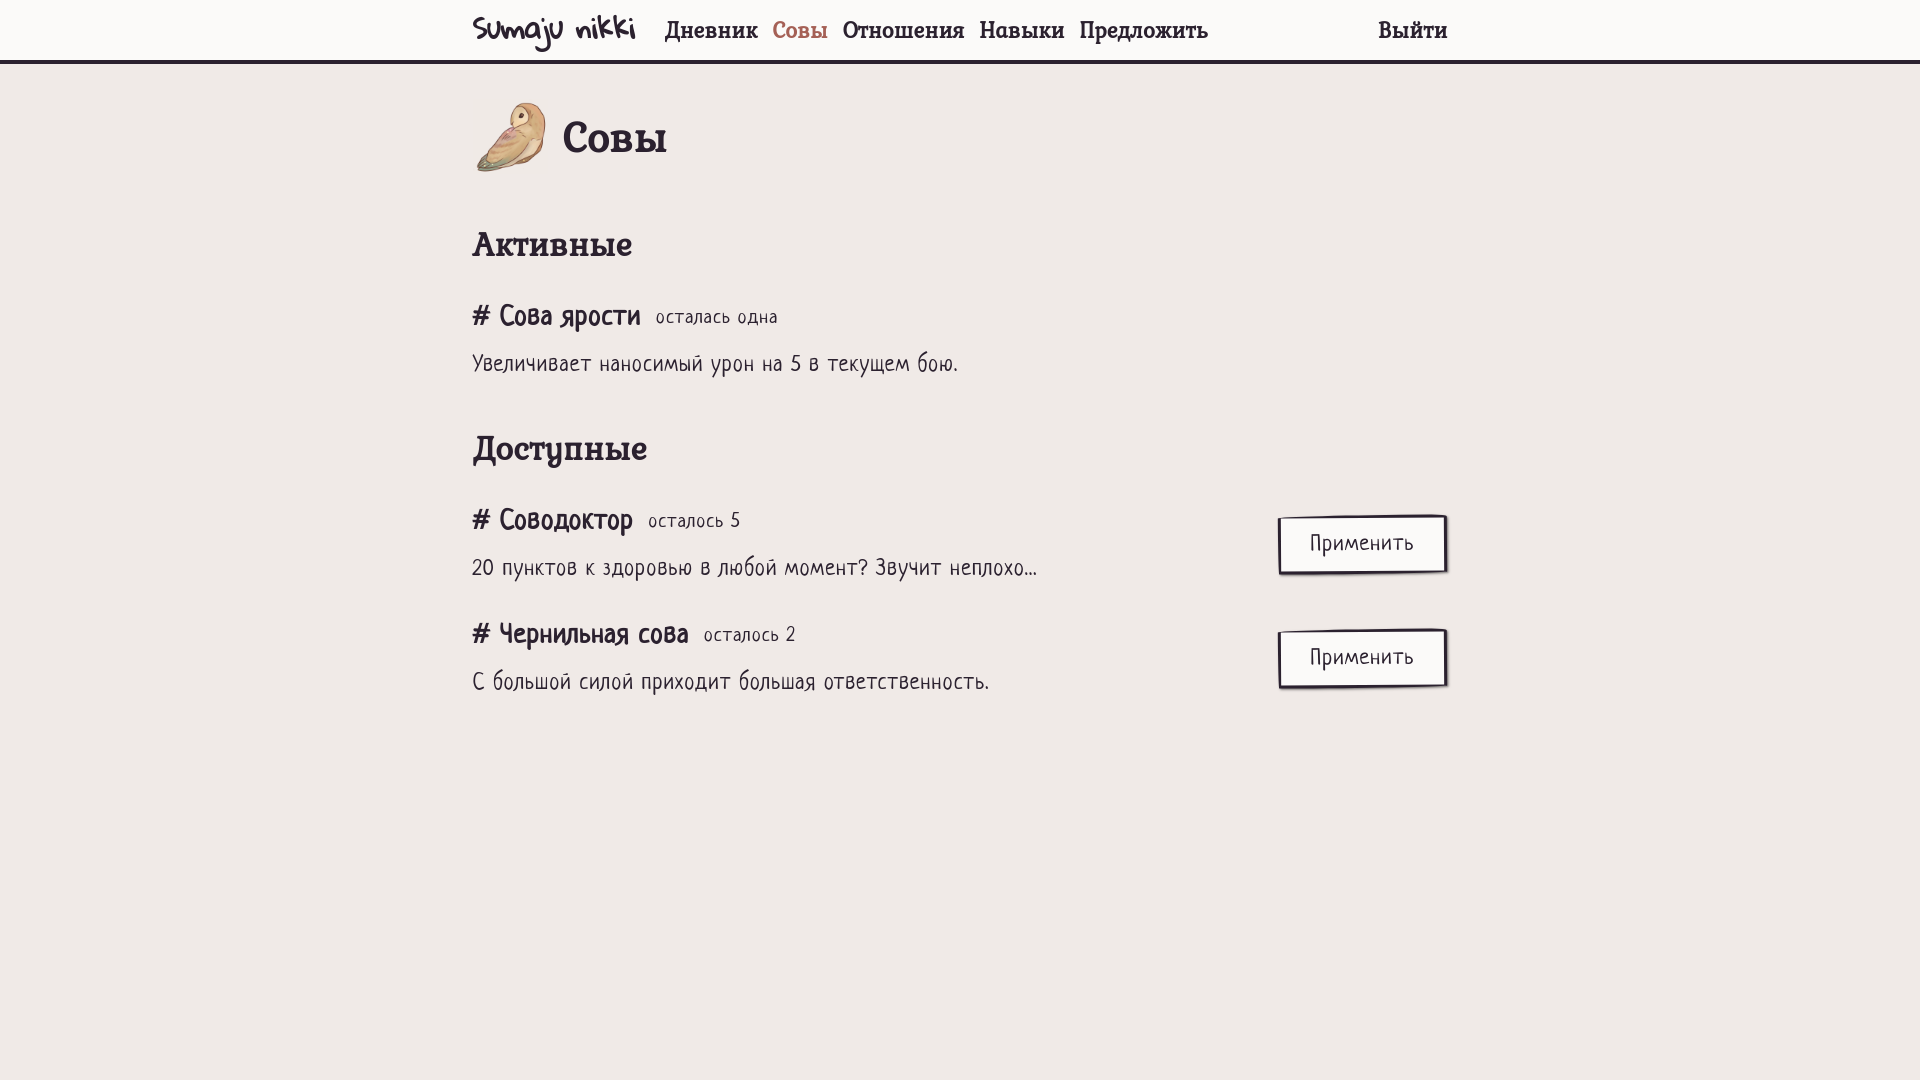 Sumaju nikki Дневник Совы Отношения Навыки Предложить Выйти
Совы
Активные
# Сова ярости осталась одна
Увеличивает наносимый урон на 5 в текущем бою.
Доступные
# Соводоктор осталось 5
20 пунктов к здоровью в любой момент? Звучит неплохо...
Применить
# Чернильная сова осталось 2
С большой силой приходит большая ответственность.
Применить